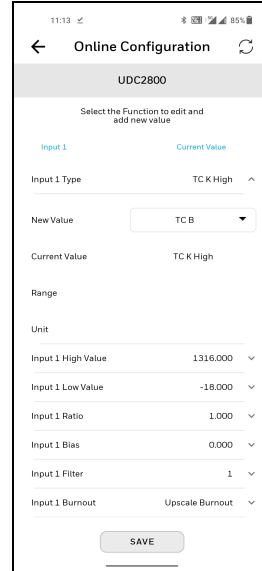 11:13 85%
Online Configuration
UDC2800
Select the Function to edit and
add new value
Input 1 Current Value
Input 1 Type TC K High
New Value TC B
Current Value TC K High
Range
Unit
Input 1 High Value 1316.000
Input 1 Low Value -18.000
Input 1 Ratio 1.000
Input 1 Bias 0.000
Input 1 Filter 1
Input 1 Burnout Upscale Burnout
SAVE